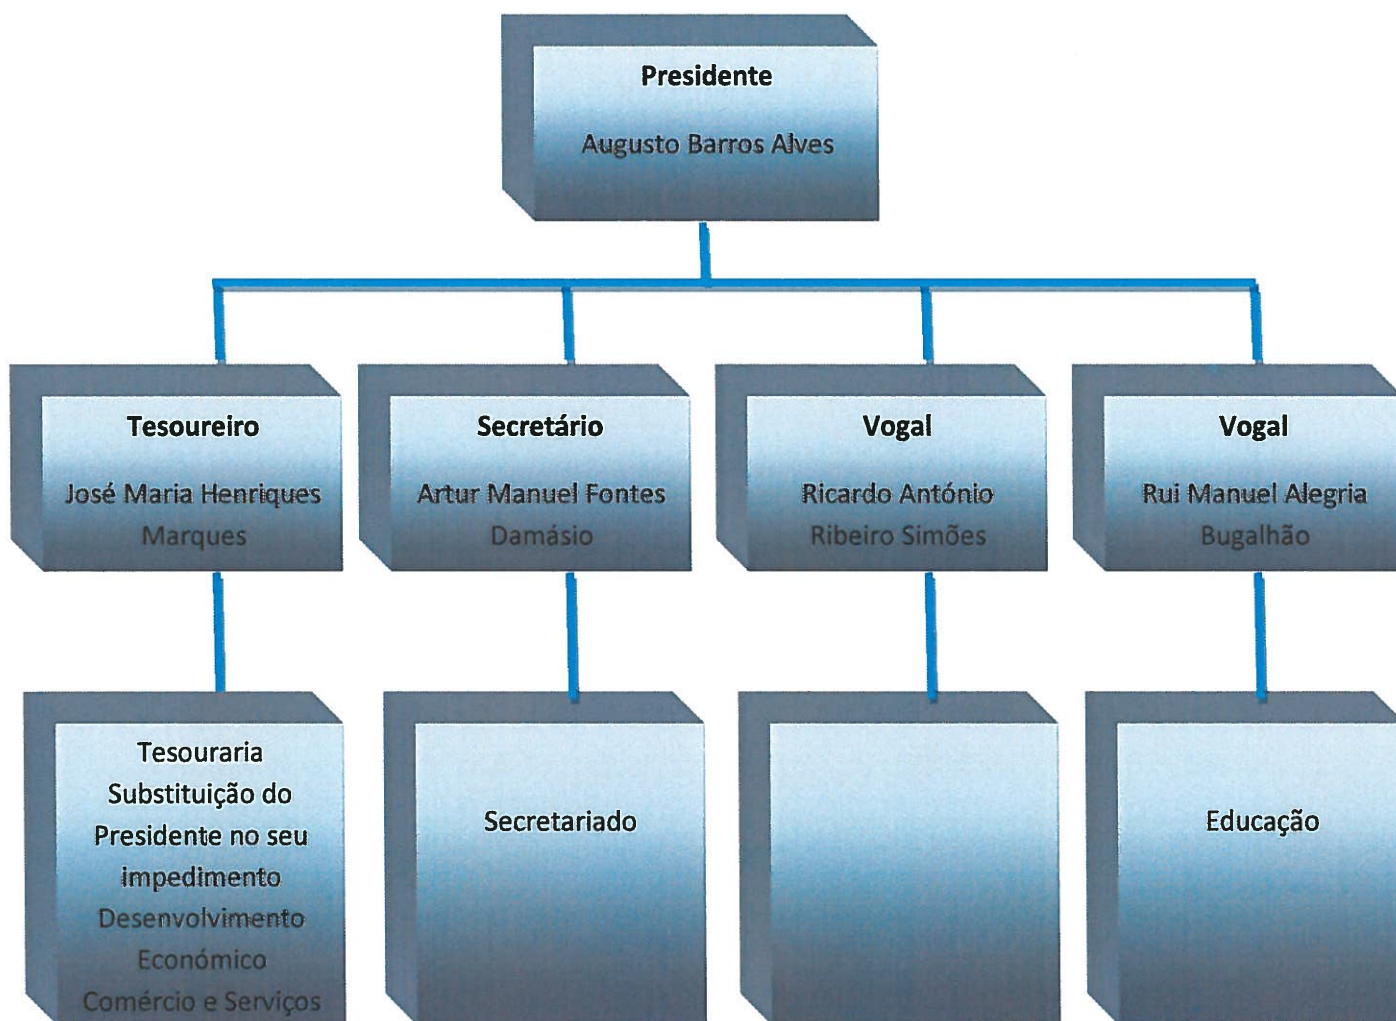 Presidente
Augusto Barros Alves
Tesoureiro
José Maria Henriques
Marques
Secretário
Artur Manuel Fontes
Damásio
Vogal
Ricardo António
Ribeiro Simões
Vogal
Rui Manuel Alegria
Bugalhão
Tesouraria
Substituição do
Presidente no seu
impedimento
Desenvolvimento
Económico
Comércio e Serviços
Secretariado
Educação